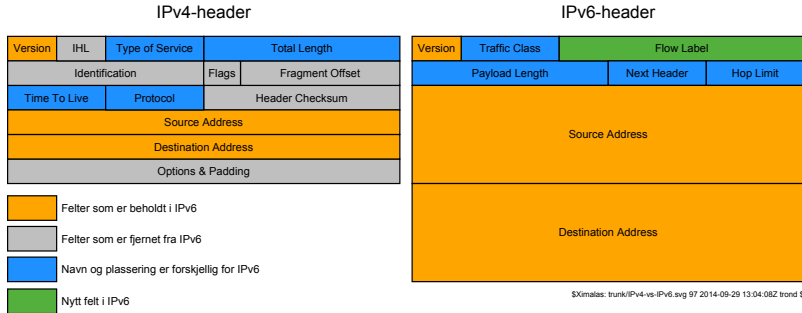 IPv4-header
Version IHL Type of Service Total Length
Identification Flags Fragment Offset
Time To Live Protocol Header Checksum
Source Address
Destination Address
Options & Padding
Felter som er beholdt i IPv6
Felter som er fjernet fra IPv6
Navn og plassering er forskjellig for IPv6
Nytt felt i IPv6
IPv6-header
Version Traffic Class Flow Label
Payload Length Next Header Hop Limit
Source Address
Destination Address
$Ximalas: trunk/IPv4-vs-IPv6.svg 97 2014-09-29 13:04:08Z trond $